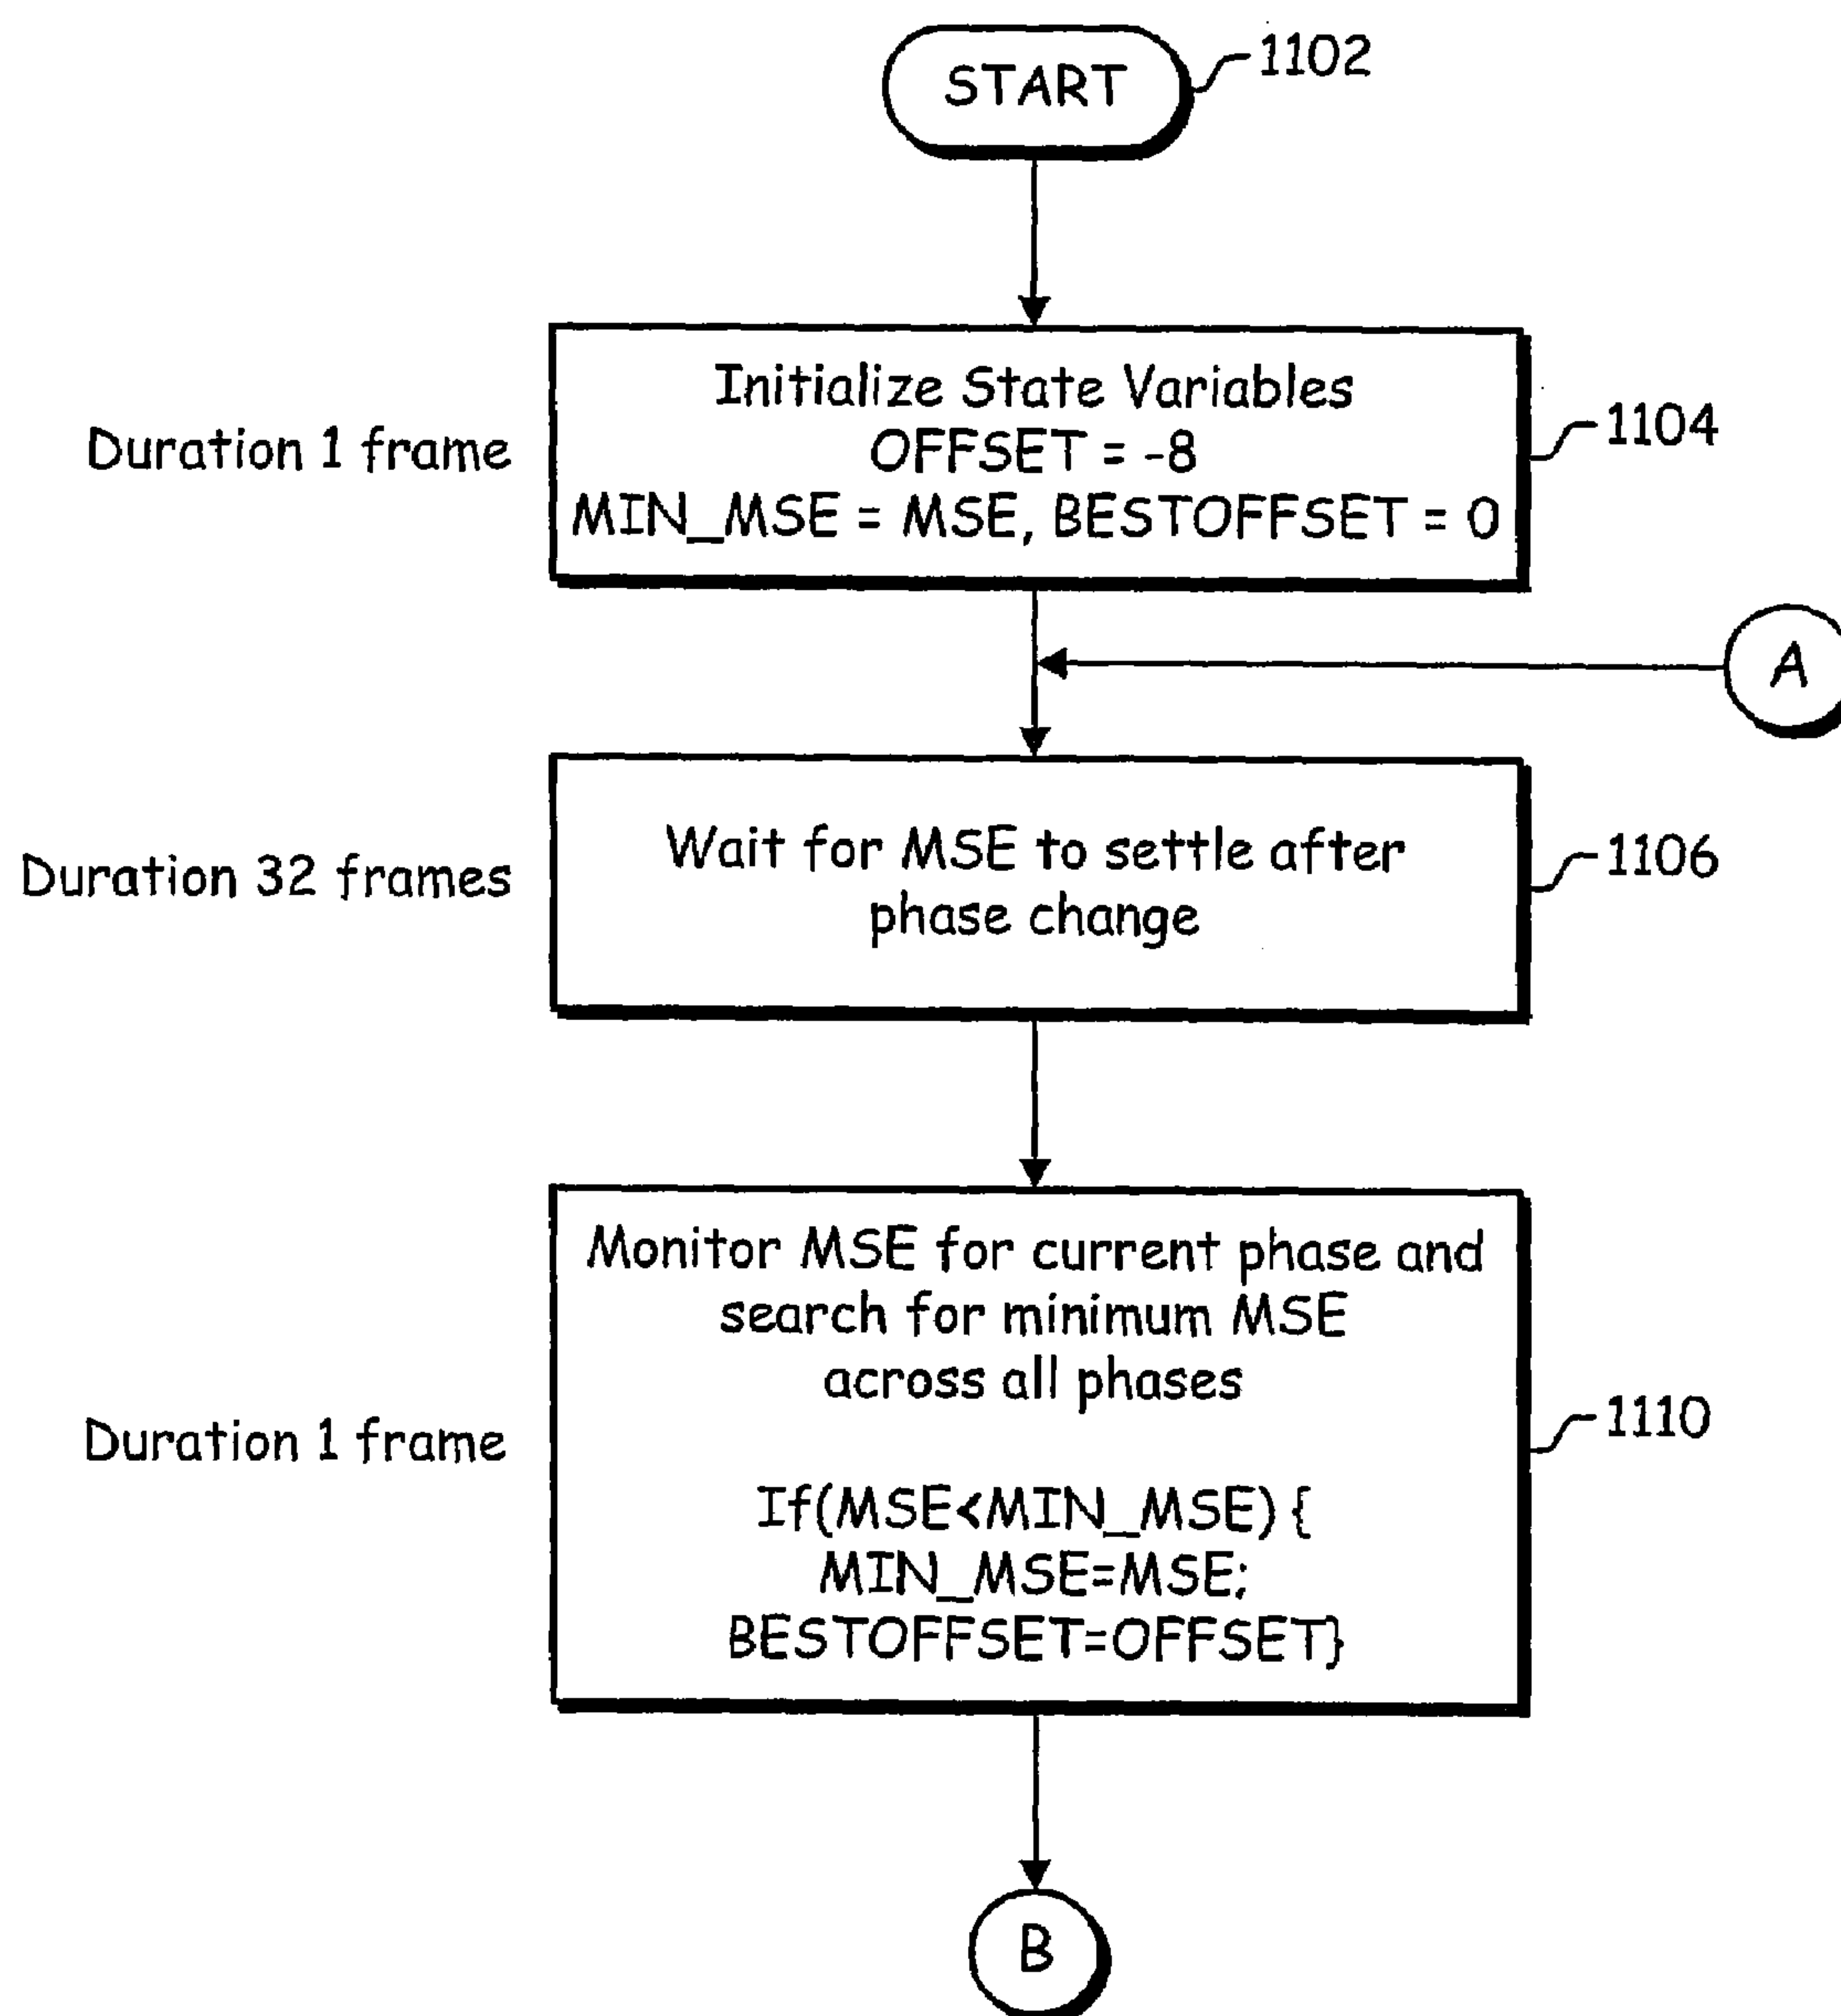 START
1102
Duration 1 frame
Initialize State Variables
OFFSET = -8
MIN_MSE = MSE, BESTOFFSET = 0
1104
A
Duration 32 frames
Wait for MSE to settle after
phase change
1106
Monitor MSE for current phase and
search for minimum MSE
across all phases
Duration 1 frame
1110
If(MSE<MIN_MSE) {
MIN_MSE=MSE;
BESTOFFSET=OFFSET}
B